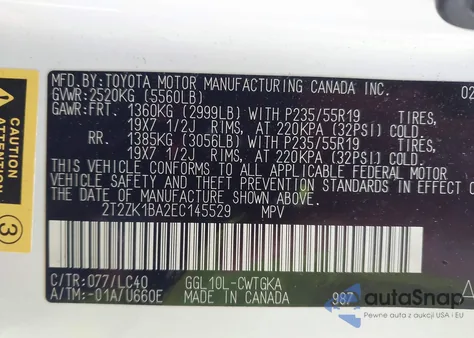 MFD.BY:TOYOTA MOTOR MANUFACTURING CANADA INC. 02
GVWR:2520KG (5560LB)
GAWR:FRT. 1360KG (2999LB) WITH P235/55R19 TIRES,
19X7 1/2J RIMS, AT 220KPA (32PSI) COLD.
RR. 1385KG (3056LB) WITH P235/55R19 TIRES,
19X7 1/2J RIMS, AT 220KPA (32PSI) COLD.
THIS VEHICLE CONFORMS TO ALL APPLICABLE FEDERAL MOTOR
VEHICLE SAFETY AND THEFT PREVENTION STANDARDS IN EFFECT O
THE DATE OF MANUFACTURE SHOWN ABOVE.
2T2ZK1BA2EC145529 MPV
3
C/TR:077/LC40 GGL10L-CWTGKA
A/TM:-01A/U660E MADE IN CANADA 987 A
autoSnap
Pewne auta z aukcji z USA i EU